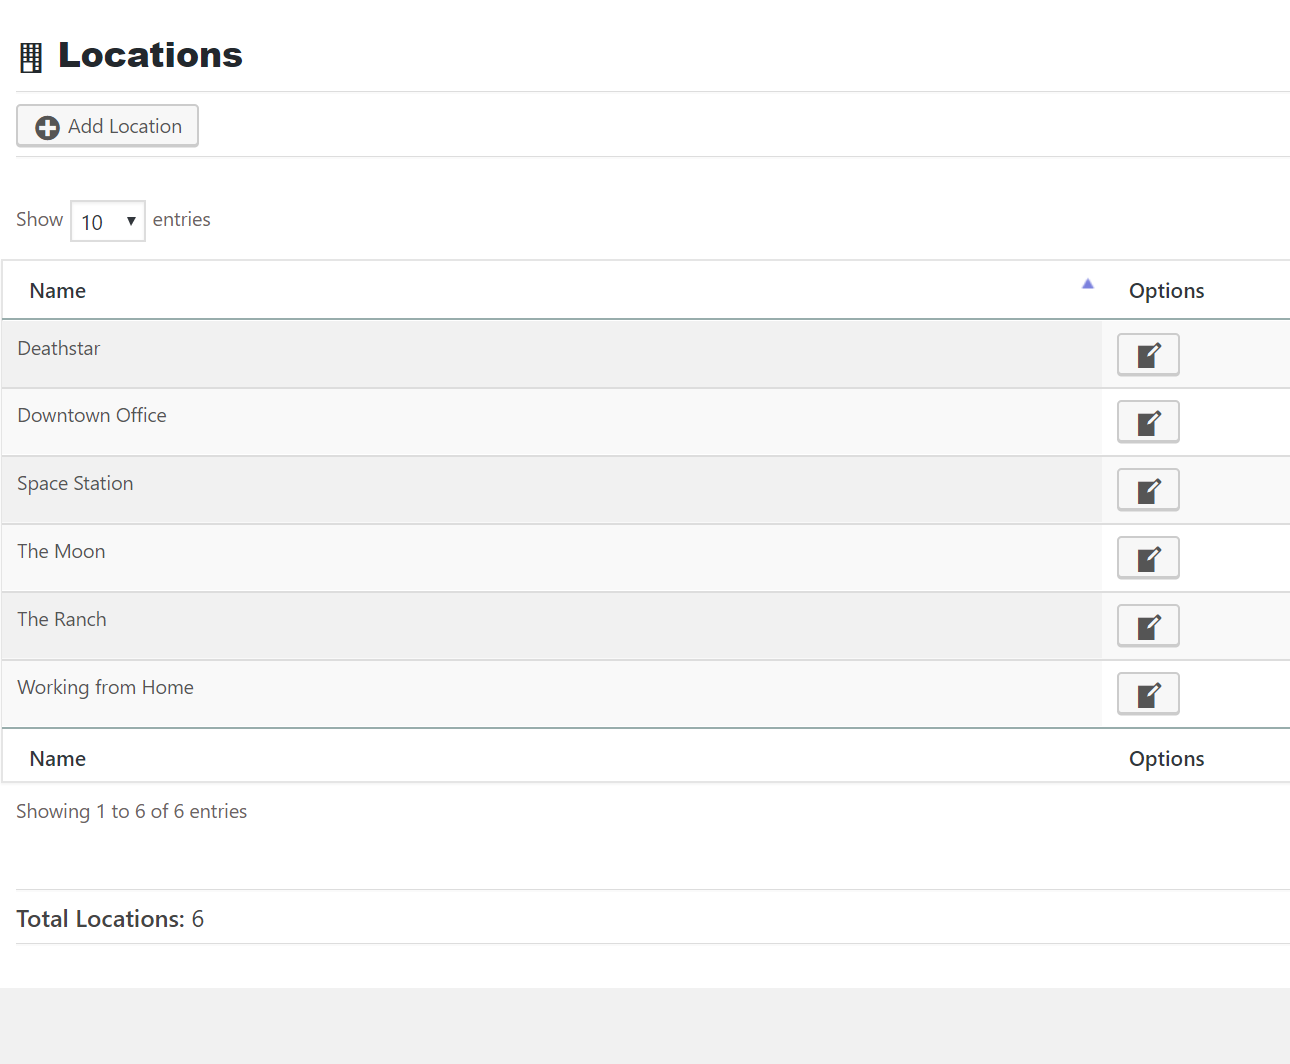 Locations
Add Location
Show 10 entries
Name Options
Deathstar
Downtown Office
Space Station
The Moon
The Ranch
Working from Home
Name Options
Showing 1 to 6 of 6 entries
Total Locations: 6